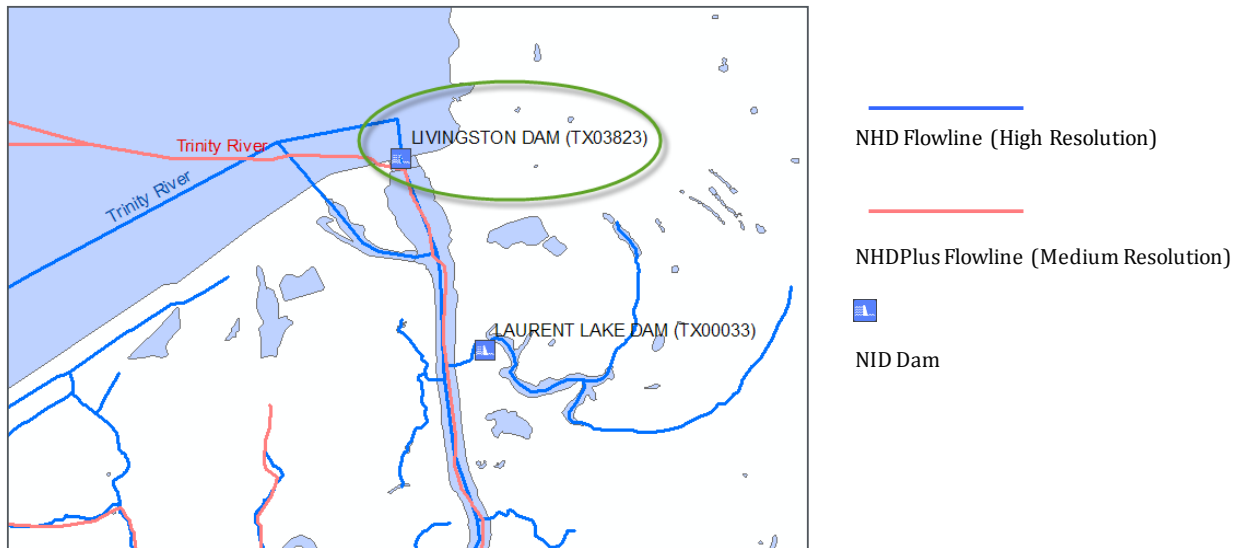 LIVINGSTON DAM (TX03823)
Trinity River
Trinity River
LAURENT LAKE DAM (TX00033)
NHD Flowline (High Resolution)
NHDPlus Flowline (Medium Resolution)
NID Dam